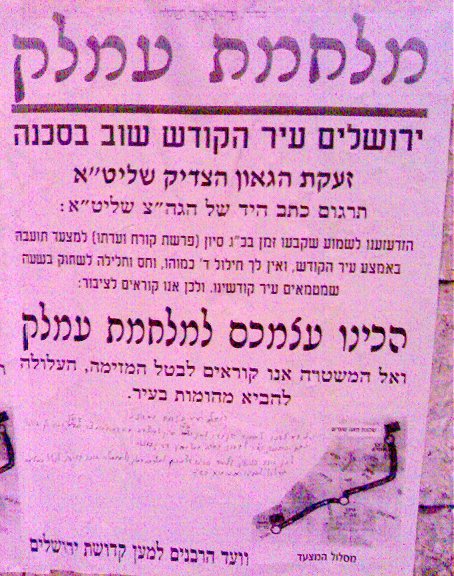 מלחמת עמלק
ירושלים עיר הקודש שוב בסכנה
זעקת הגאון הצדיק שליט״א
תרגום כתב היד של הגה״צ שליט״א:
הזדעזענו לשמוע שקבעו זמן בכ״ג סיון (פרשת קורח ועדתו) למצעד תועבה
באמצע עיר הקודש, ואין לך חילול ד׳ כמוהו, וחס וחלילה לשתוק בשעה
שמטמאים עיר קודשינו. ולכן אנו קוראים לציבור:
הכינו עצמכם למלחמת עמלק
ואל המשטרה אנו קוראים לבטל המזימה, העלולה
להביא מהומות בעיר.
מסלול המצעד
וועד הרבנים למען קדושת ירושלים